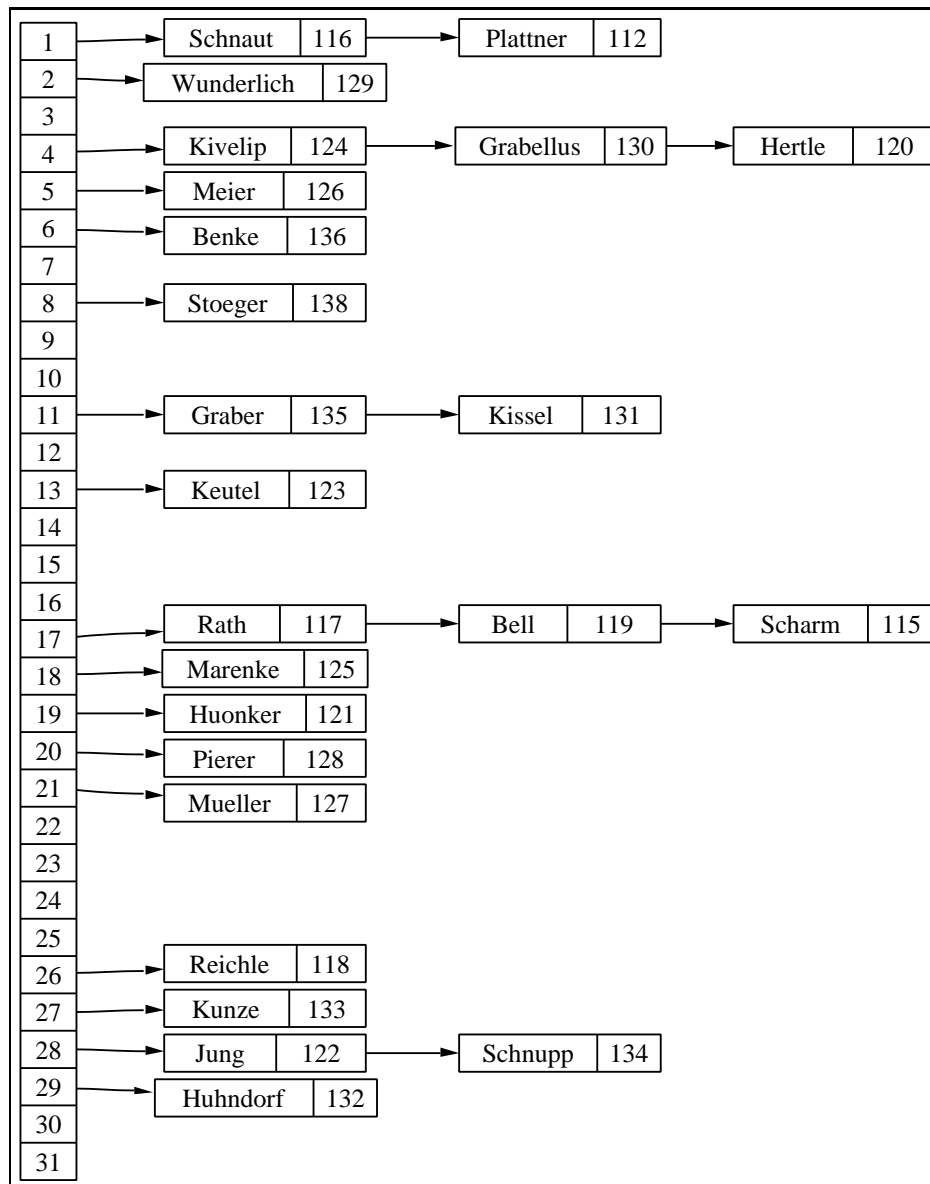 1 Schnaut 116 Plattner 112
2 Wunderlich 129
3
4 Kivelip 124 Grabellus 130 Hertle 120
5 Meier 126
6 Benke 136
7
8 Stoeger 138
9
10
11 Graber 135 Kissel 131
12
13 Keutel 123
14
15
16
17 Rath 117 Bell 119 Scharm 115
18 Marenke 125
19 Huonker 121
20 Pierer 128
21 Mueller 127
22
23
24
25
26 Reichle 118
27 Kunze 133
28 Jung 122 Schnupp 134
29 Huhndorf 132
30
31